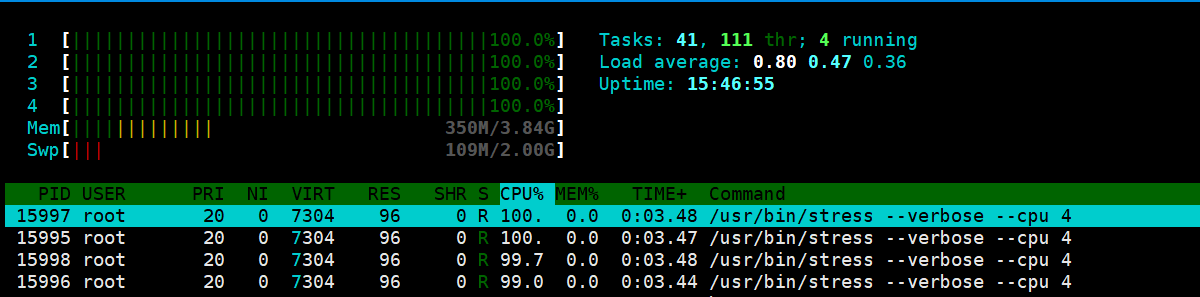 1 [||||||||||||||||||||||||||||||||||||||100.0%] Tasks: 41, 111 thr; 4 running
2 [||||||||||||||||||||||||||||||||||||||100.0%] Load average: 0.80 0.47 0.36
3 [||||||||||||||||||||||||||||||||||||||100.0%] Uptime: 15:46:55
4 [||||||||||||||||||||||||||||||||||||||100.0%]
Mem[||||||||||||| 350M/3.84G]
Swp[||| 109M/2.00G]
PID USER PRI NI VIRT RES SHR S CPU% MEM% TIME+ Command
15997 root 20 0 7304 96 0 R 100. 0.0 0:03.48 /usr/bin/stress --verbose --cpu 4
15995 root 20 0 7304 96 0 R 100. 0.0 0:03.47 /usr/bin/stress --verbose --cpu 4
15998 root 20 0 7304 96 0 R 99.7 0.0 0:03.48 /usr/bin/stress --verbose --cpu 4
15996 root 20 0 7304 96 0 R 99.0 0.0 0:03.44 /usr/bin/stress --verbose --cpu 4